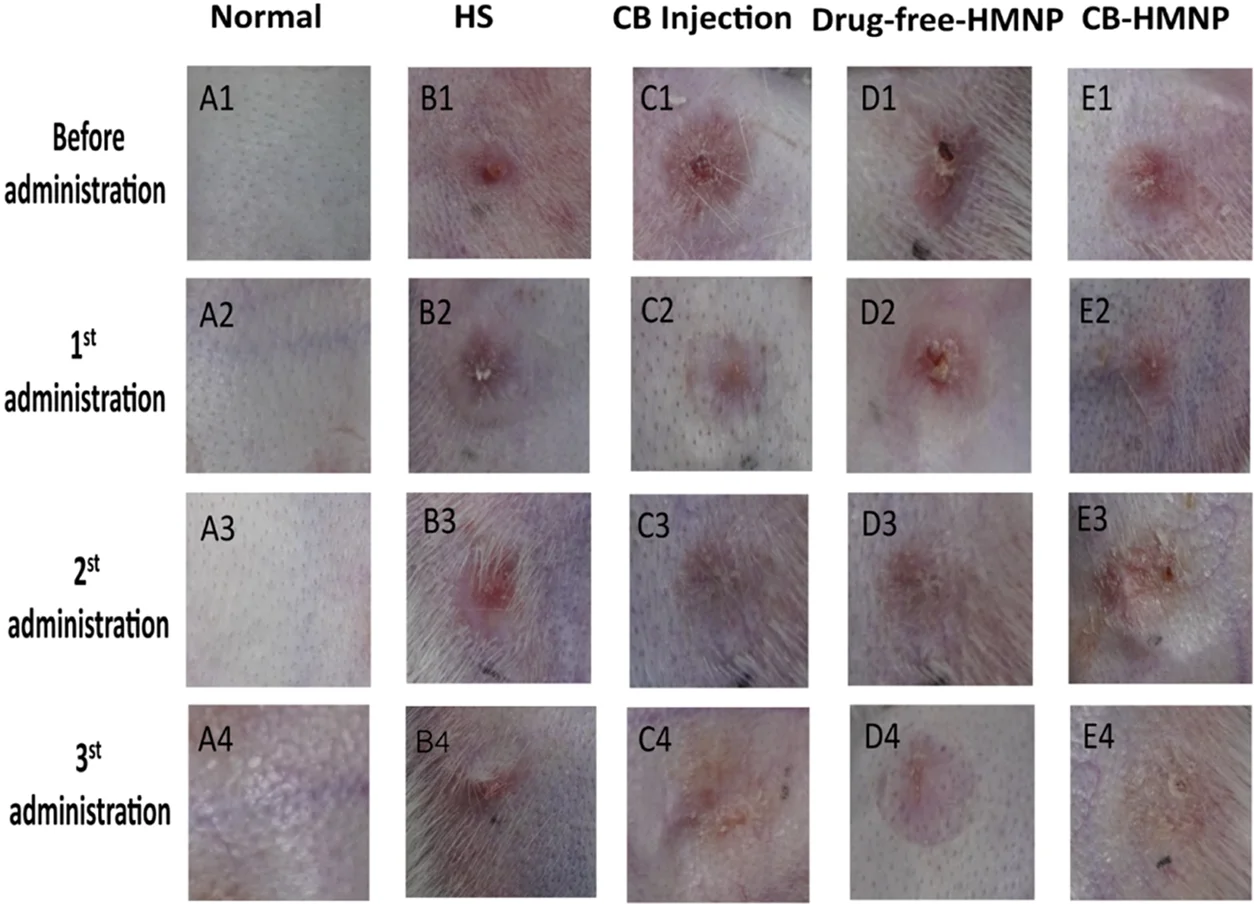 Normal HS CB Injection Drug-free-HMNP CB-HMNP
A1 B1 C1 D1 E1
Before
administration
A2 B2 C2 D2 E2
1st
administration
A3 B3 C3 D3 E3
2st
administration
A4 B4 C4 D4 E4
3st
administration